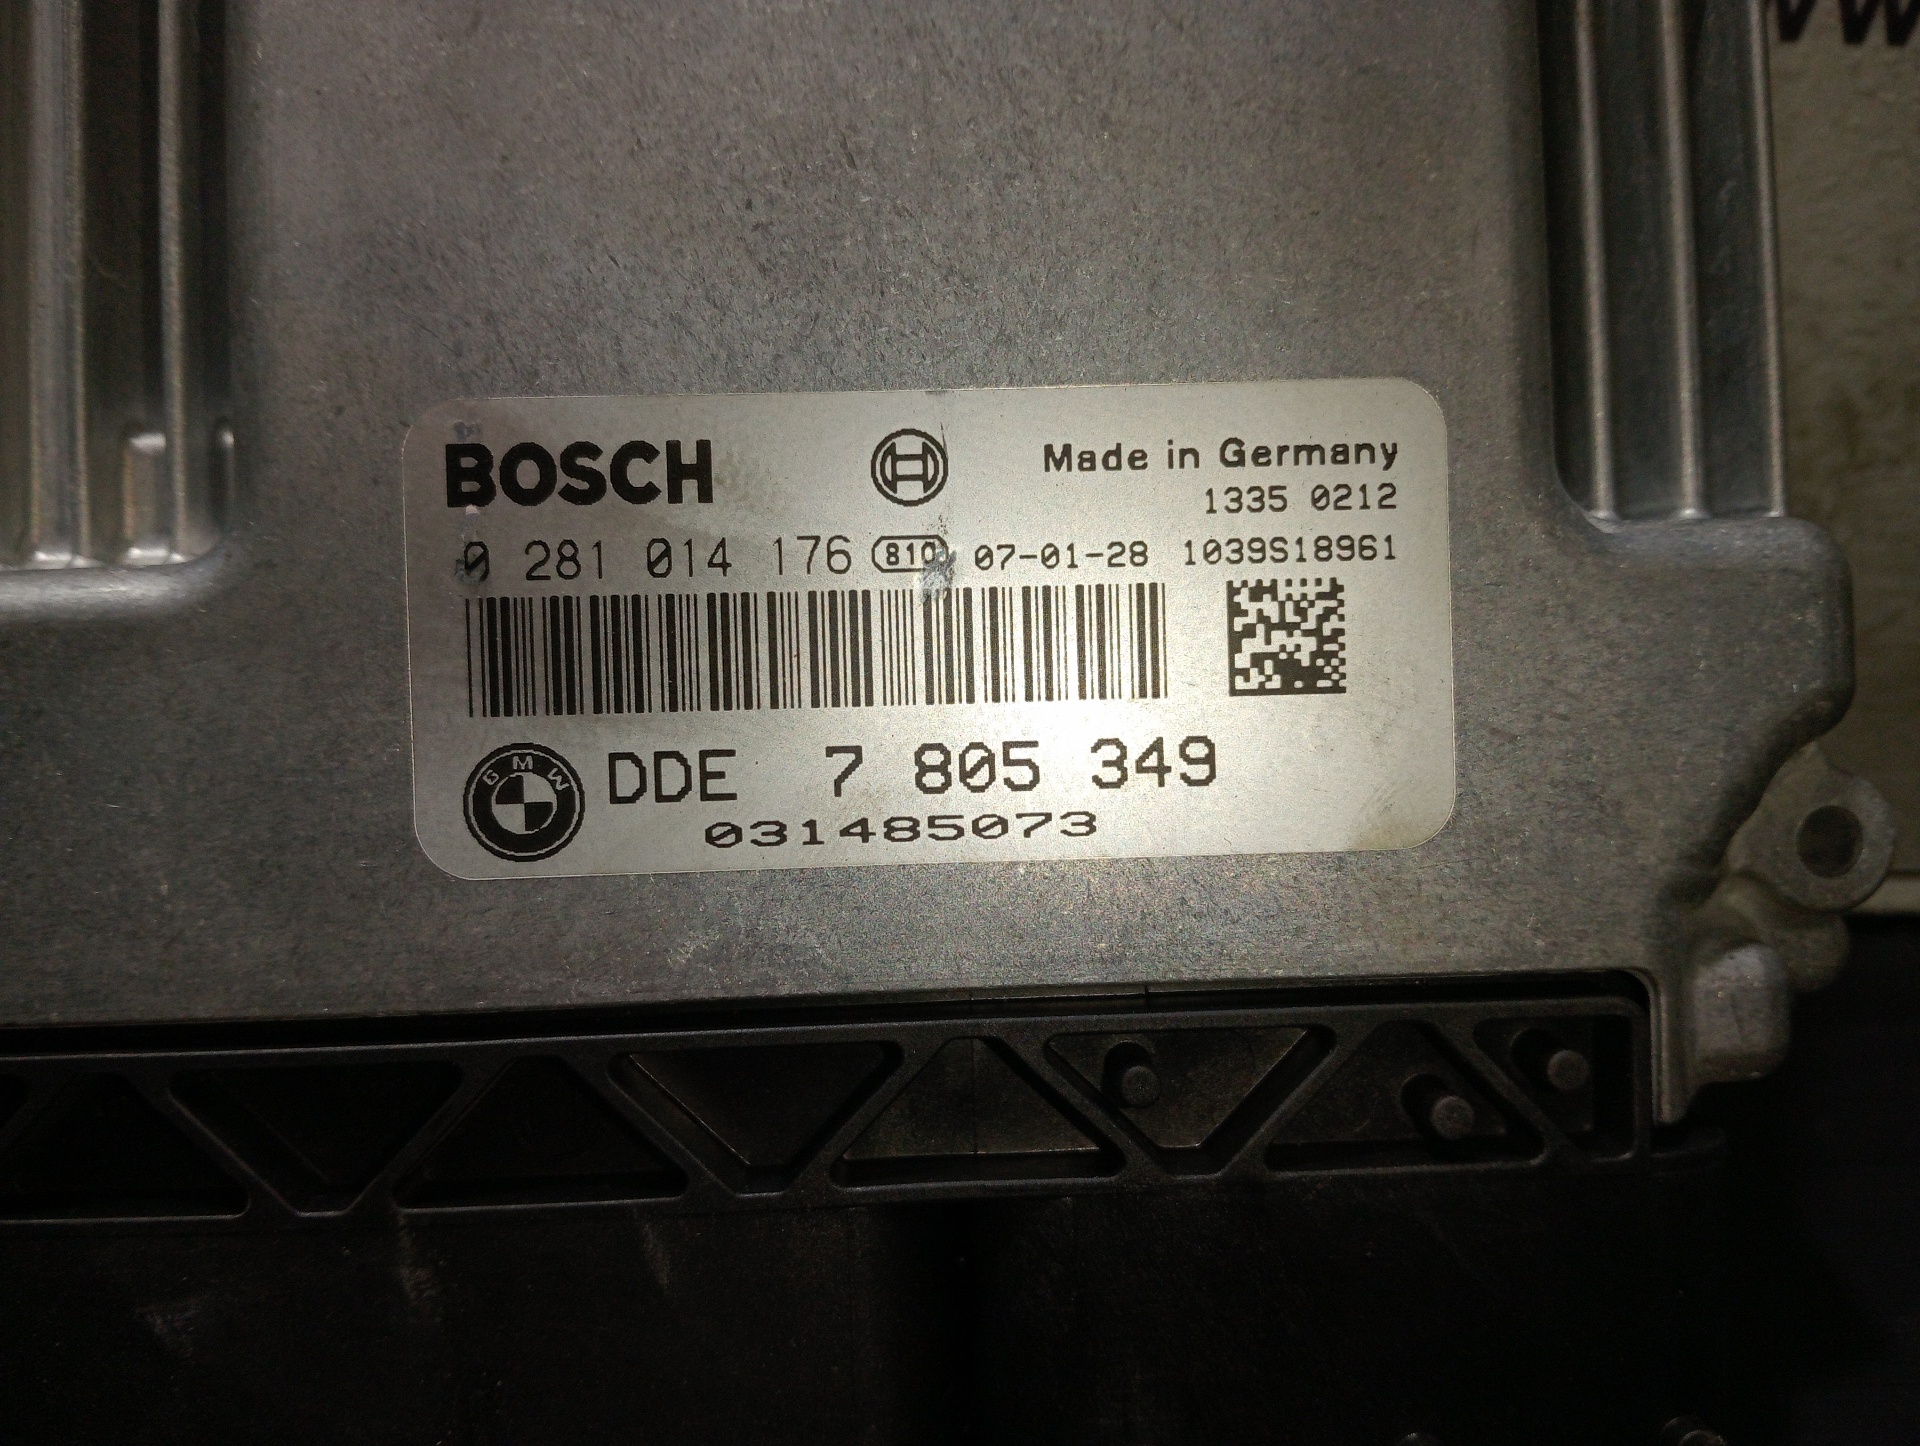 BOSCH
Made in Germany
1335 0212
0 281 014 176 810 07-01-28 1039S18961
BMW
DDE 7 805 349
031485073